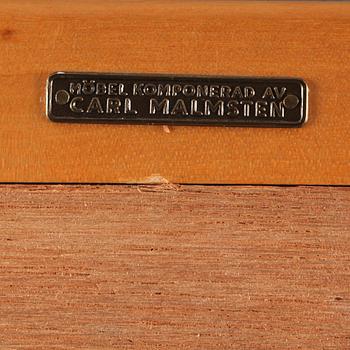 MÖBEL KOMPONERAD AV
CARL MALMSTEN